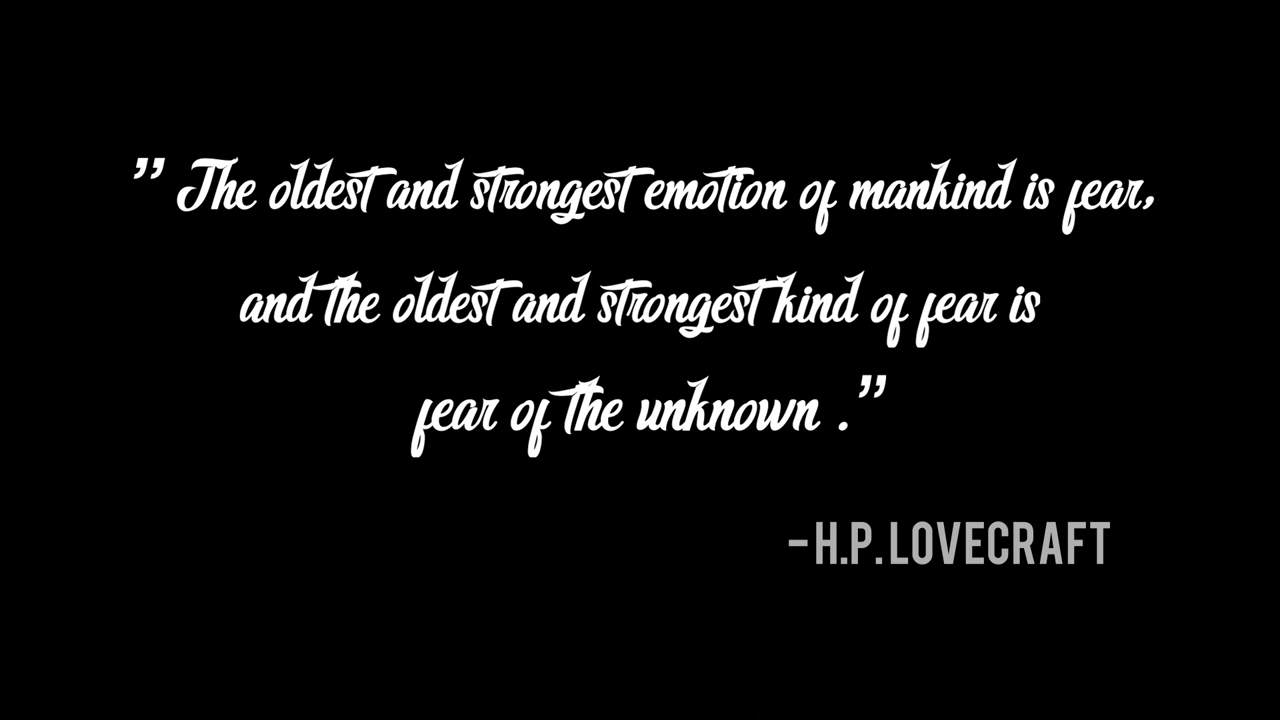 ” The oldest and strongest emotion of mankind is fear,
and the oldest and strongest kind of fear is
fear of the unknown .”
-H.P. LOVECRAFT